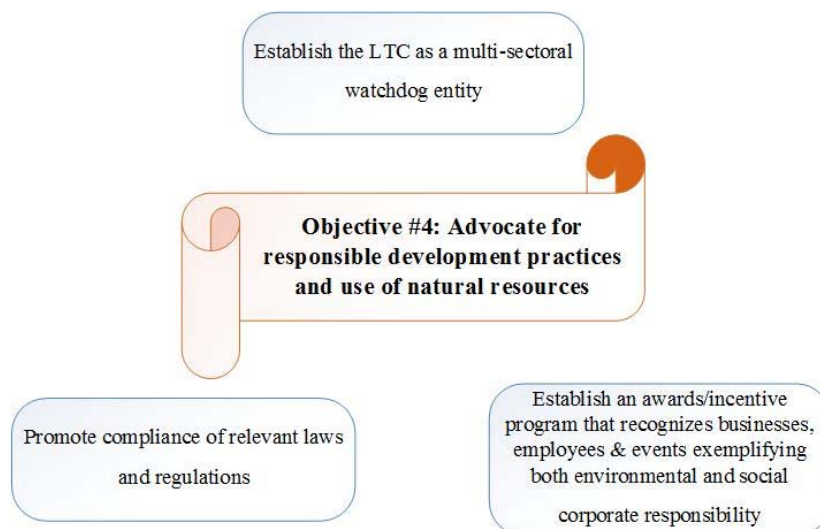 Establish the LTC as a multi-sectoral
watchdog entity
Objective #4: Advocate for
responsible development practices
and use of natural resources
Promote compliance of relevant laws
and regulations
Establish an awards/incentive
program that recognizes businesses,
employees & events exemplifying
both environmental and social
corporate responsibility